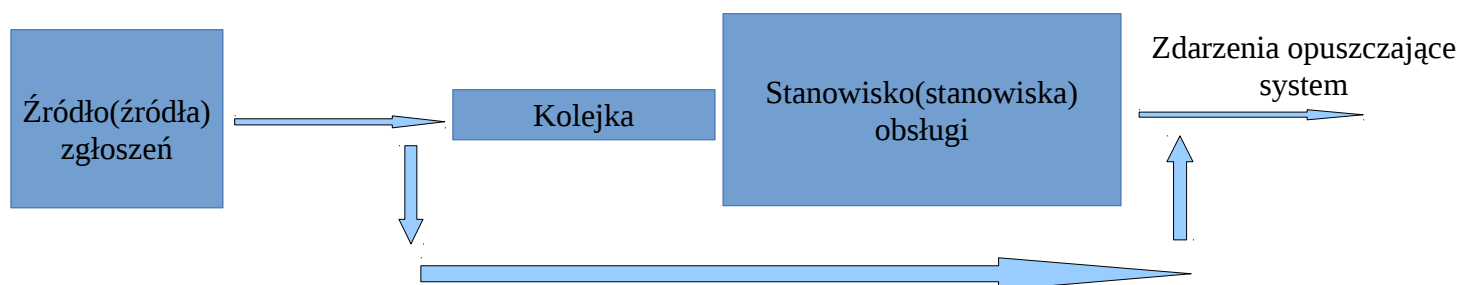 Źródło(źródła)
zgłoszeń
Kolejka
Stanowisko(stanowiska)
obsługi
Zdarzenia opuszczające
system